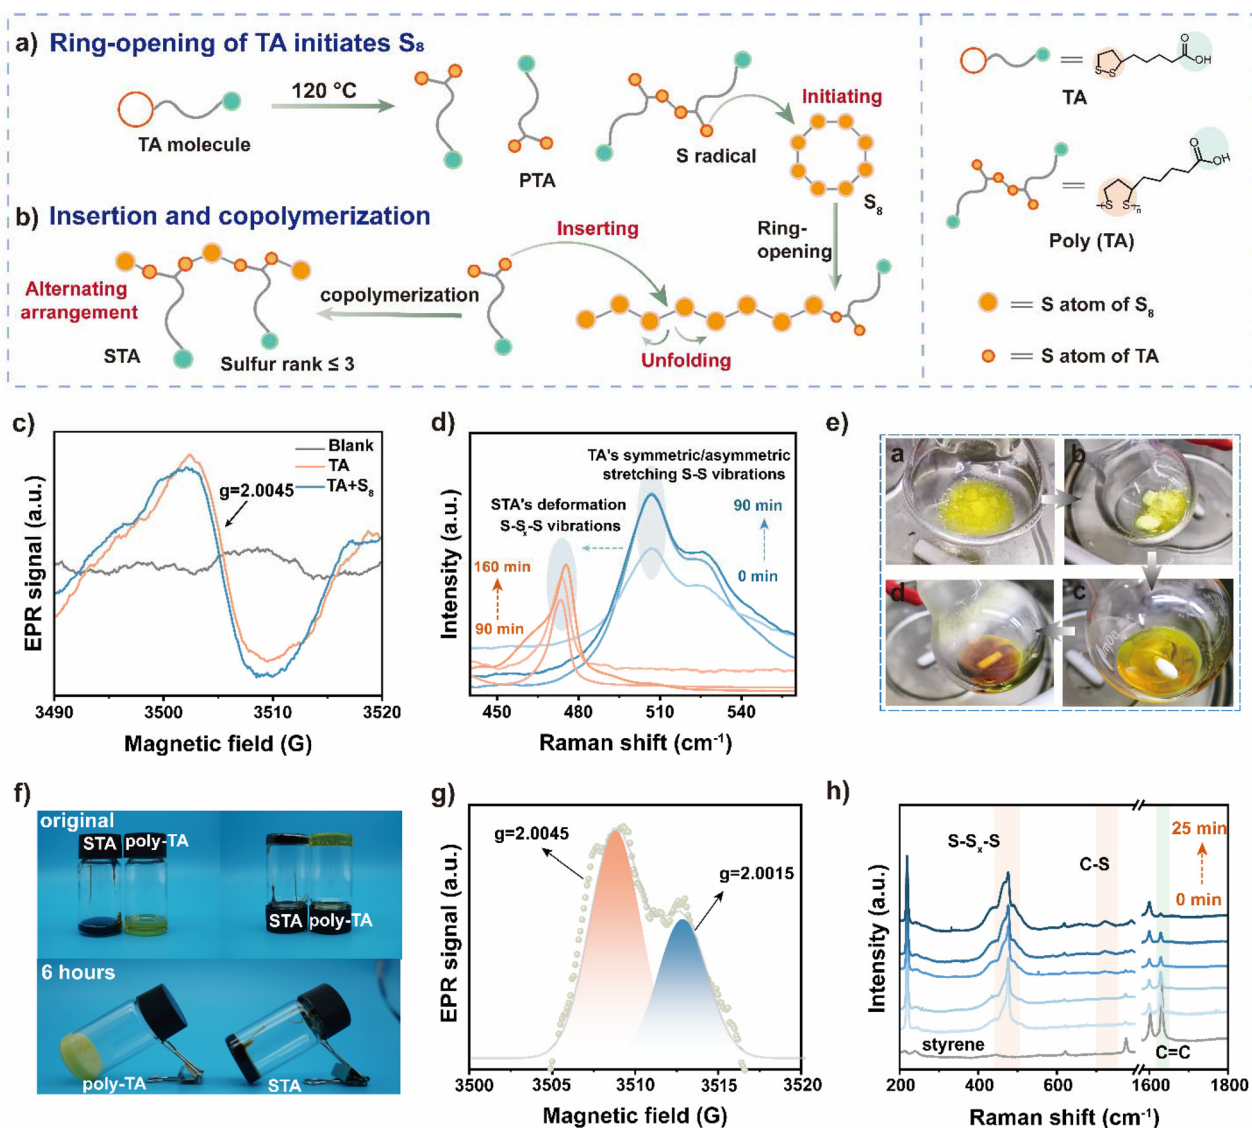 a) Ring-opening of TA initiates S₈
120 °C
TA molecule
PTA
S radical
Initiating
S₈
TA
OH
O
S
S
Poly (TA)
OH
O
S
S
n
S atom of S₈
S atom of TA
b) Insertion and copolymerization
Inserting
Ring-
opening
Alternating
arrangement
copolymerization
STA
Sulfur rank ≤ 3
Unfolding
c)
Blank
TA
TA+S₈
g=2.0045
EPR signal (a.u.)
3490 3500 3510 3520
Magnetic field (G)
d)
TA's symmetric/asymmetric
stretching S-S vibrations
STA's deformation
S-Sₓ-S vibrations
90 min
0 min
160 min
90 min
Intensity (a.u.)
450 480 510 540
Raman shift (cm⁻¹)
e)
a
b
d
c
f)
original
STA poly-TA
STA poly-TA
6 hours
poly-TA
STA
g)
g=2.0045
g=2.0015
EPR signal (a.u.)
3500 3505 3510 3515 3520
Magnetic field (G)
h)
S-Sₓ-S
C-S
25 min
0 min
styrene
C=C
Intensity (a.u.)
200 400 600 1600 1800
Raman shift (cm⁻¹)